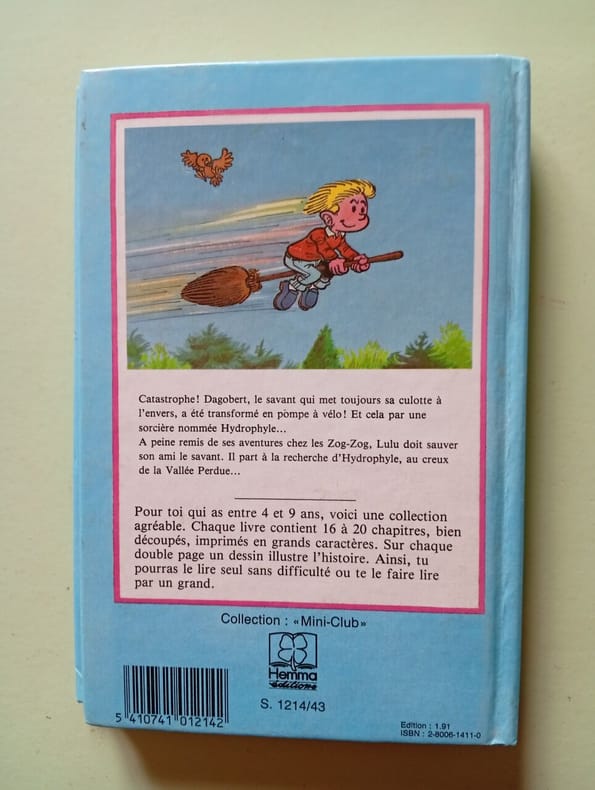 Catastrophe! Dagobert, le savant qui met toujours sa culotte à
l'envers, a été transformé en pompe à vélo! Et cela par une
sorcière nommée Hydrophyle...
A peine remis de ses aventures chez les Zog-Zog, Lulu doit sauver
son ami le savant. Il part à la recherche d'Hydrophyle, au creux
de la Vallée Perdue...
Pour toi qui as entre 4 et 9 ans, voici une collection
agréable. Chaque livre contient 16 à 20 chapitres, bien
découpés, imprimés en grands caractères. Sur chaque
double page un dessin illustre l'histoire. Ainsi, tu
pourras le lire seul sans difficulté ou te le faire lire
par un grand.
Collection : «Mini-Club»
Hemma
éditions
S. 1214/43
5 410741 012142
Edition : 1.91
ISBN : 2-8006-1411-0